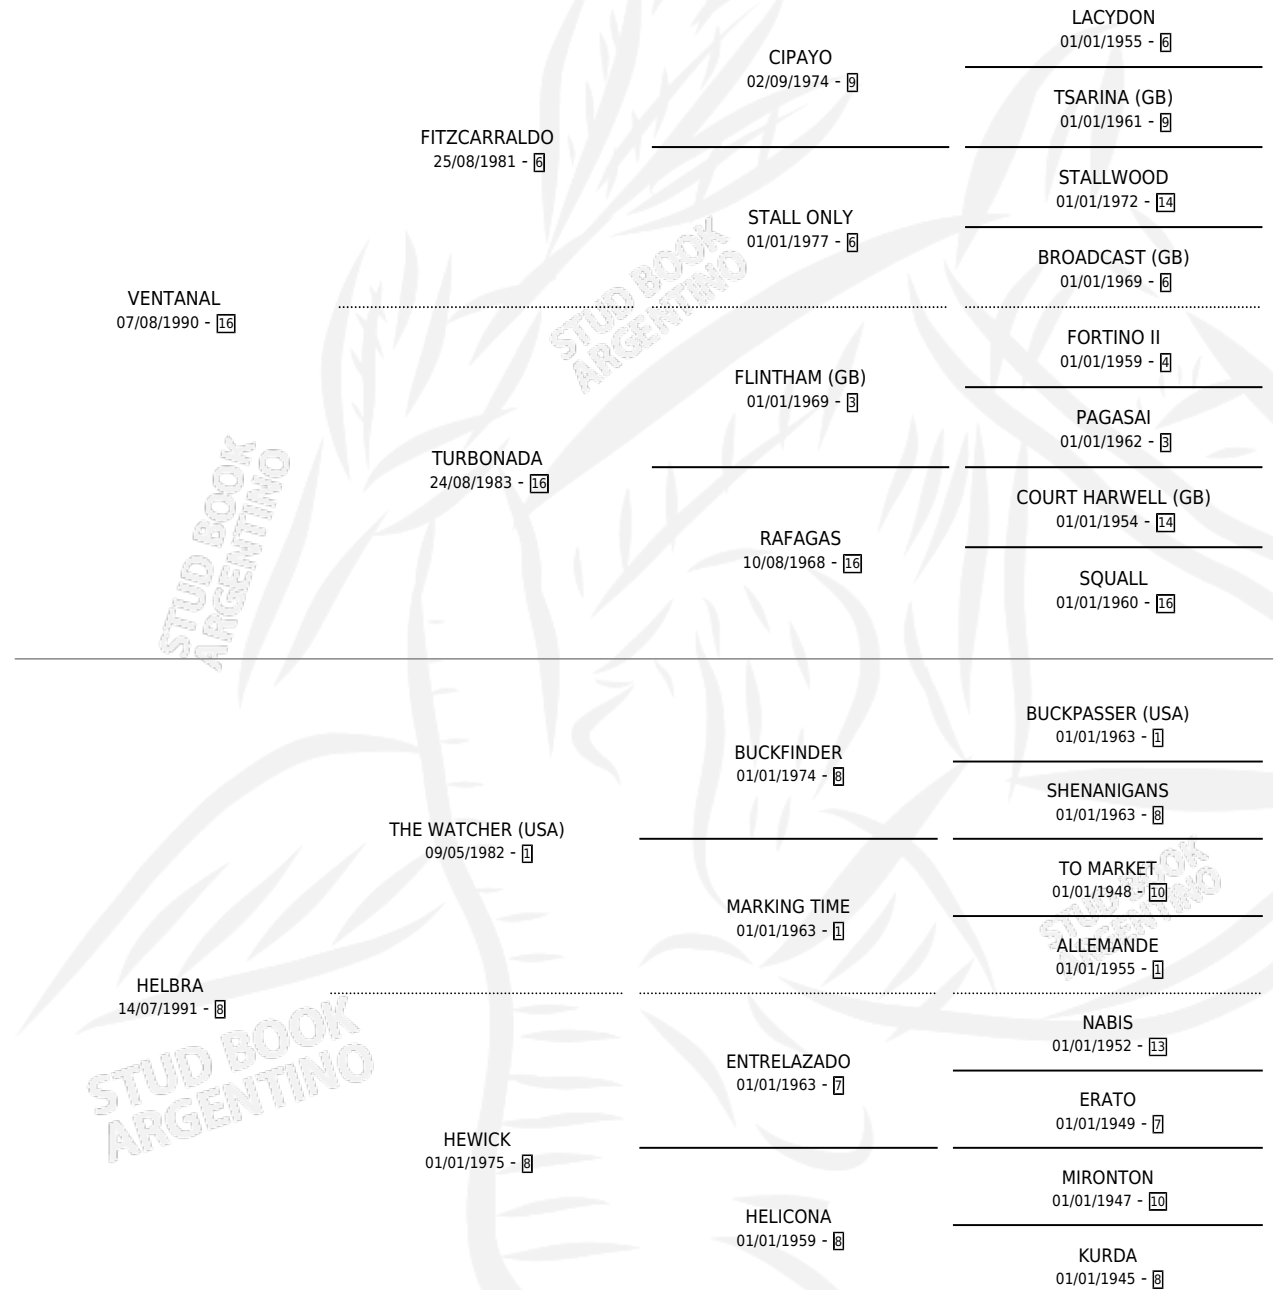 LACYDON
01/01/1955 - 6
CIPAYO
02/09/1974 - 9
TSARINA (GB)
01/01/1961 - 9
FITZCARRALDO
25/08/1981 - 6
STALLWOOD
01/01/1972 - 14
STALL ONLY
01/01/1977 - 6
BROADCAST (GB)
01/01/1969 - 6
VENTANAL
07/08/1990 - 16
FORTINO II
01/01/1959 - 4
FLINTHAM (GB)
01/01/1969 - 3
PAGASAI
01/01/1962 - 3
TURBONADA
24/08/1983 - 16
COURT HARWELL (GB)
01/01/1954 - 14
RAFAGAS
10/08/1968 - 16
SQUALL
01/01/1960 - 16
BUCKPASSER (USA)
01/01/1963 - 1
BUCKFINDER
01/01/1974 - 8
SHENANIGANS
01/01/1963 - 8
THE WATCHER (USA)
09/05/1982 - 1
TO MARKET
01/01/1948 - 10
MARKING TIME
01/01/1963 - 1
ALLEMANDE
01/01/1955 - 1
HELBRA
14/07/1991 - 8
NABIS
01/01/1952 - 13
ENTRELAZADO
01/01/1963 - 7
ERATO
01/01/1949 - 7
HEWICK
01/01/1975 - 8
MIRONTON
01/01/1947 - 10
HELICONA
01/01/1959 - 8
KURDA
01/01/1945 - 8
STUD BOOK
ARGENTINO
STUD BOOK
ARGENTINO
STUD BOOK
ARGENTINO
STUD BOOK
ARGENTINO